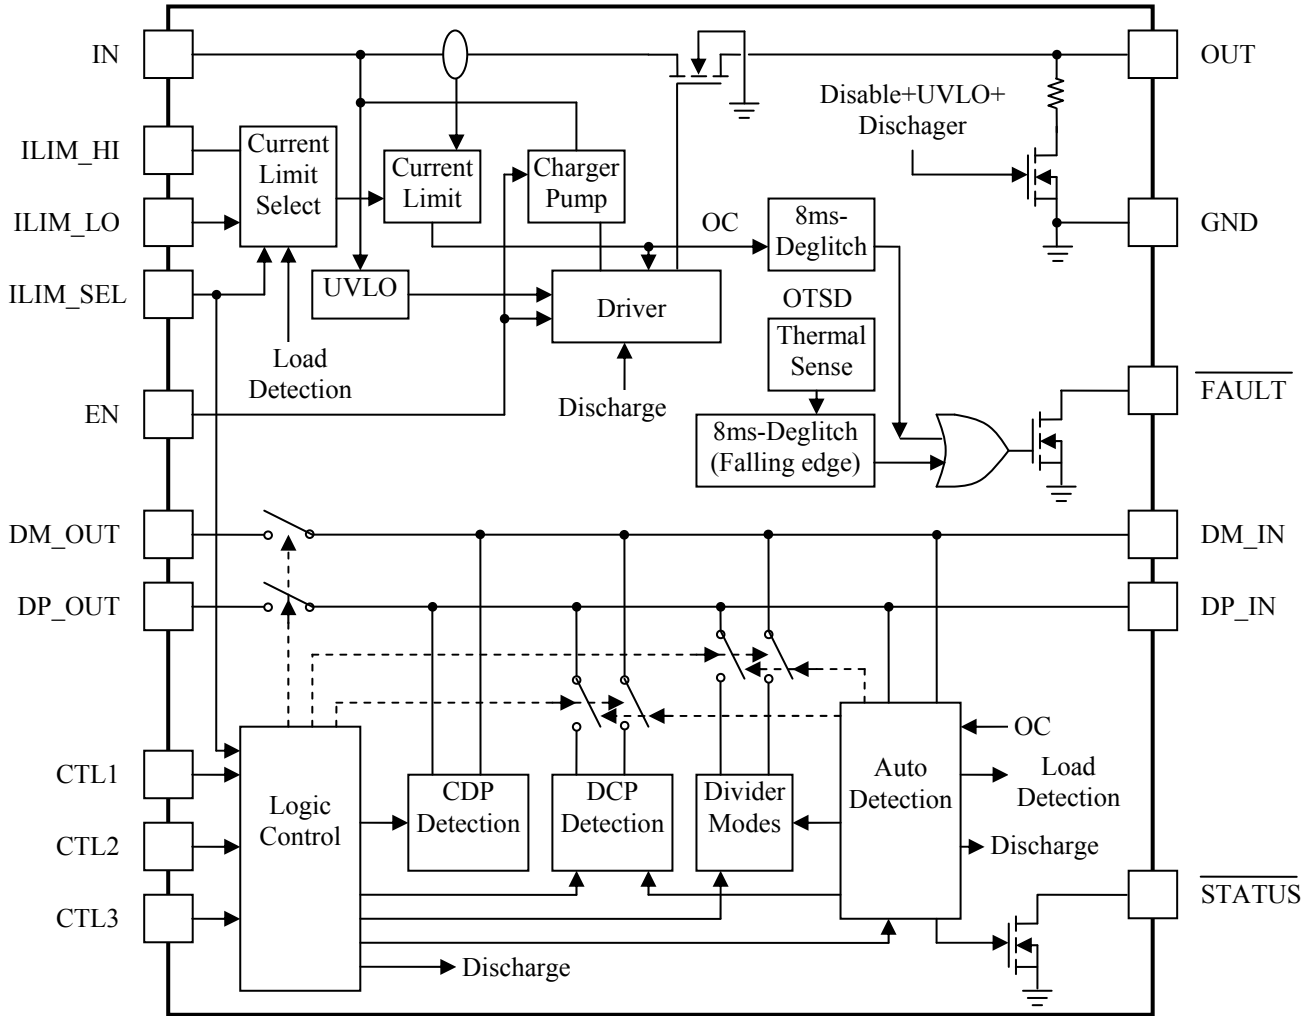 IN
OUT
Disable+UVLO+
Dischager
ILIM_HI
Current
Limit
Select
Current
Limit
Charger
Pump
ILIM_LO
OC
8ms-
Deglitch
GND
ILIM_SEL
UVLO
Driver
OTSD
Thermal
Sense
Load
Detection
Discharge
FAULT
EN
8ms-Deglitch
(Falling edge)
DM_OUT
DM_IN
DP_OUT
DP_IN
OC
CTL1
Logic
Control
CDP
Detection
DCP
Detection
Divider
Modes
Auto
Detection
Load
Detection
CTL2
Discharge
CTL3
STATUS
Discharge